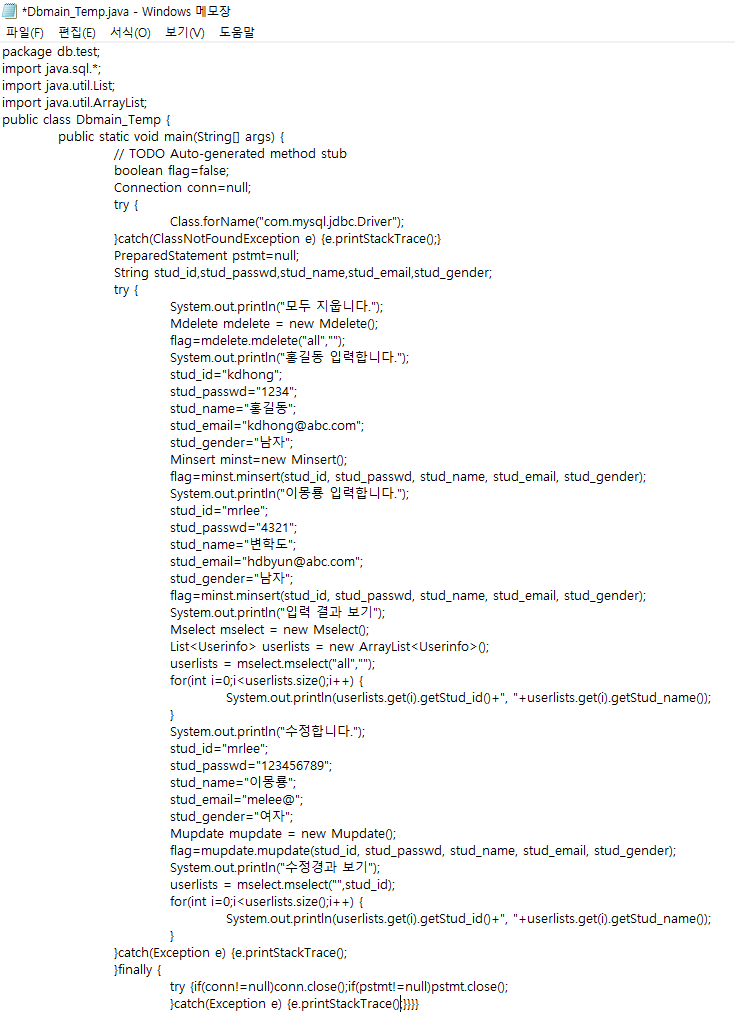 *Dbmain_Temp.java - Windows 메모장
파일(F) 편집(E) 서식(O) 보기(V) 도움말
package db.test;
import java.sql.*;
import java.util.List;
import java.util.ArrayList;
public class Dbmain_Temp {
public static void main(String[] args) {
// TODO Auto-generated method stub
boolean flag=false;
Connection conn=null;
try {
Class.forName("com.mysql.jdbc.Driver");
}catch(ClassNotFoundException e) {e.printStackTrace();}
PreparedStatement pstmt=null;
String stud_id,stud_passwd,stud_name,stud_email,stud_gender;
try {
System.out.println("모두 지웁니다.");
Mdelete mdelete = new Mdelete();
flag=mdelete.mdelete("all","");
System.out.println("홍길동 입력합니다.");
stud_id="kdhong";
stud_passwd="1234";
stud_name="홍길동";
stud_email="kdhong@abc.com";
stud_gender="남자";
Minsert minst=new Minsert();
flag=minst.minsert(stud_id, stud_passwd, stud_name, stud_email, stud_gender);
System.out.println("이몽룡 입력합니다.");
stud_id="mrlee";
stud_passwd="4321";
stud_name="변학도";
stud_email="hdbyun@abc.com";
stud_gender="남자";
flag=minst.minsert(stud_id, stud_passwd, stud_name, stud_email, stud_gender);
System.out.println("입력 결과 보기");
Mselect mselect = new Mselect();
List<Userinfo> userlists = new ArrayList<Userinfo>();
userlists = mselect.mselect("all","");
for(int i=0;i<userlists.size();i++) {
System.out.println(userlists.get(i).getStud_id()+", "+userlists.get(i).getStud_name());
}
System.out.println("수정합니다.");
stud_id="mrlee";
stud_passwd="123456789";
stud_name="이몽룡";
stud_email="melee@";
stud_gender="여자";
Mupdate mupdate = new Mupdate();
flag=mupdate.mupdate(stud_id, stud_passwd, stud_name, stud_email, stud_gender);
System.out.println("수정경과 보기");
userlists = mselect.mselect("",stud_id);
for(int i=0;i<userlists.size();i++) {
System.out.println(userlists.get(i).getStud_id()+", "+userlists.get(i).getStud_name());
}
}catch(Exception e) {e.printStackTrace();
}finally {
try {if(conn!=null)conn.close();if(pstmt!=null)pstmt.close();
}catch(Exception e) {e.printStackTrace();}}}}